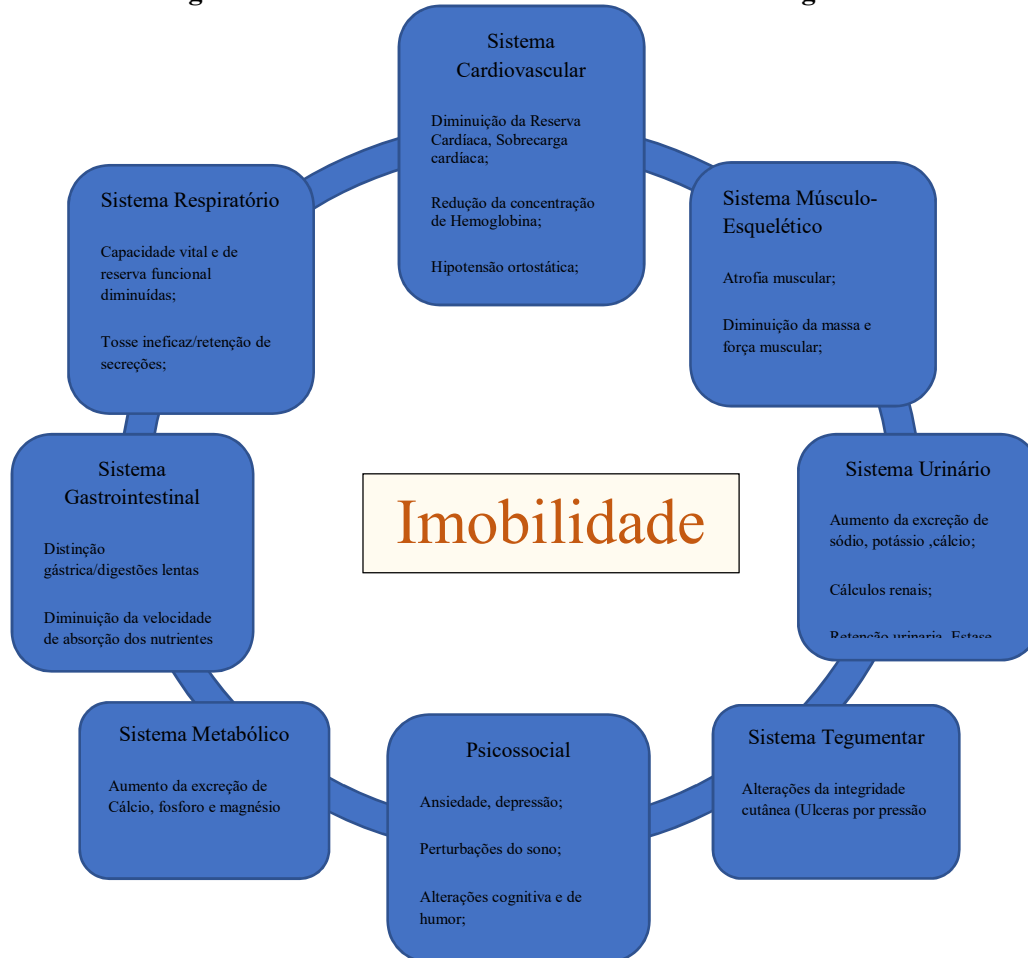 Sistema
Cardiovascular
Diminuição da Reserva
Cardíaca, Sobrecarga
cardíaca;
Redução da concentração
de Hemoglobina;
Hipotensão ortostática;
Sistema Músculo-
Esquelético
Atrofia muscular;
Diminuição da massa e
força muscular;
Sistema Urinário
Aumento da excreção de
sódio, potássio ,cálcio;
Cálculos renais;
Retenção urinaria, Estase
Sistema Tegumentar
Alterações da integridade
cutânea (Ulceras por pressão
Psicossocial
Ansiedade, depressão;
Perturbações do sono;
Alterações cognitiva e de
humor;
Sistema Metabólico
Aumento da excreção de
Cálcio, fosforo e magnésio
Sistema
Gastrointestinal
Distinção
gástrica/digestões lentas
Diminuição da velocidade
de absorção dos nutrientes
Sistema Respiratório
Capacidade vital e de
reserva funcional
diminuídas;
Tosse ineficaz/retenção de
secreções;
Imobilidade